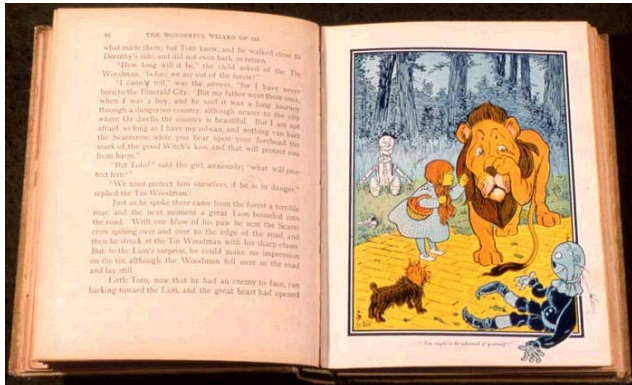 THE WONDERFUL WIZARD OF OZ.
what made them; but Toto knew, and he walked close to
Dorothy's side, and did not even bark in return.
"How long will it be," the child asked of the Tin
Woodman, "before we are out of the forest?"
"I cannot tell," was the answer, "for I have never
been to the Emerald City. But my father went there once,
when I was a boy, and he said it was a long journey
through a dangerous country, although nearer to the city
where Oz dwells the country is beautiful. But I am not
afraid so long as I have my oil-can, and nothing can hurt
the Scarecrow, while you bear upon your forehead the
mark of the good Witch's kiss, and that will protect you
from harm."
"But Toto!" said the girl, anxiously; "what will pro-
tect him?"
"We must protect him ourselves, if he is in danger,"
replied the Tin Woodman.
Just as he spoke there came from the forest a terrible
roar, and the next moment a great Lion bounded into
the road. With one blow of his paw he sent the Scare-
crow spinning over and over to the edge of the road, and
then he struck at the Tin Woodman with his sharp claws.
But, to the Lion's surprise, he could make no impression
on the tin, although the Woodman fell over in the road
and lay still.
Little Toto, now that he had an enemy to face, ran
barking toward the Lion, and the great beast had opened
"You ought to be ashamed of yourself!"